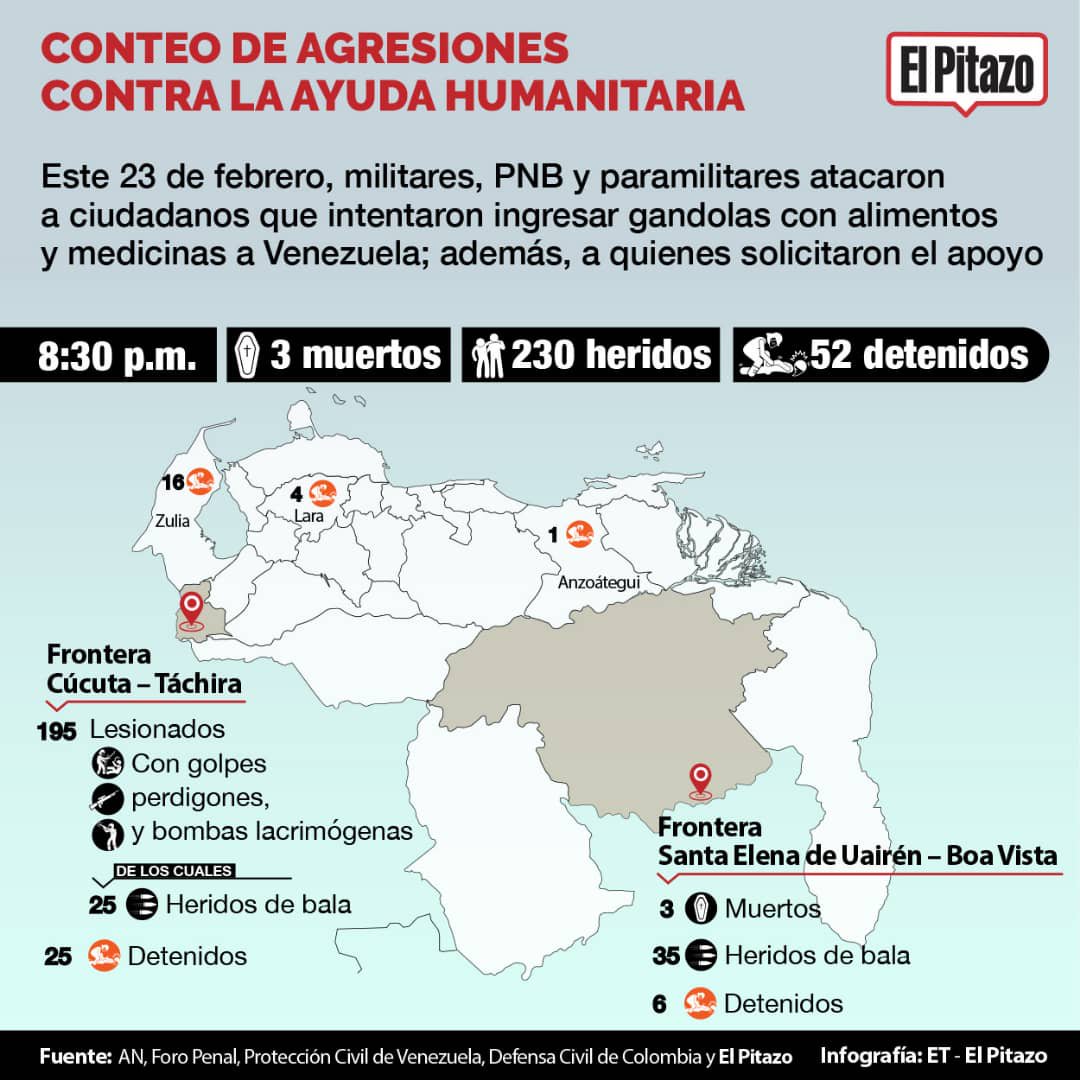 CONTEO DE AGRESIONES
CONTRA LA AYUDA HUMANITARIA
El Pitazo
Este 23 de febrero, militares, PNB y paramilitares atacaron
a ciudadanos que intentaron ingresar gandolas con alimentos
y medicinas a Venezuela; además, a quienes solicitaron el apoyo
8:30 p.m. 3 muertos 230 heridos 52 detenidos
16
Zulia
4
Lara
1
Anzoátegui
Frontera
Cúcuta – Táchira
195 Lesionados
Con golpes
perdigones,
y bombas lacrimógenas
DE LOS CUALES
25 Heridos de bala
25 Detenidos
Frontera
Santa Elena de Uairén – Boa Vista
3 Muertos
35 Heridos de bala
6 Detenidos
Fuente: AN, Foro Penal, Protección Civil de Venezuela, Defensa Civil de Colombia y El Pitazo Infografía: ET - El Pitazo